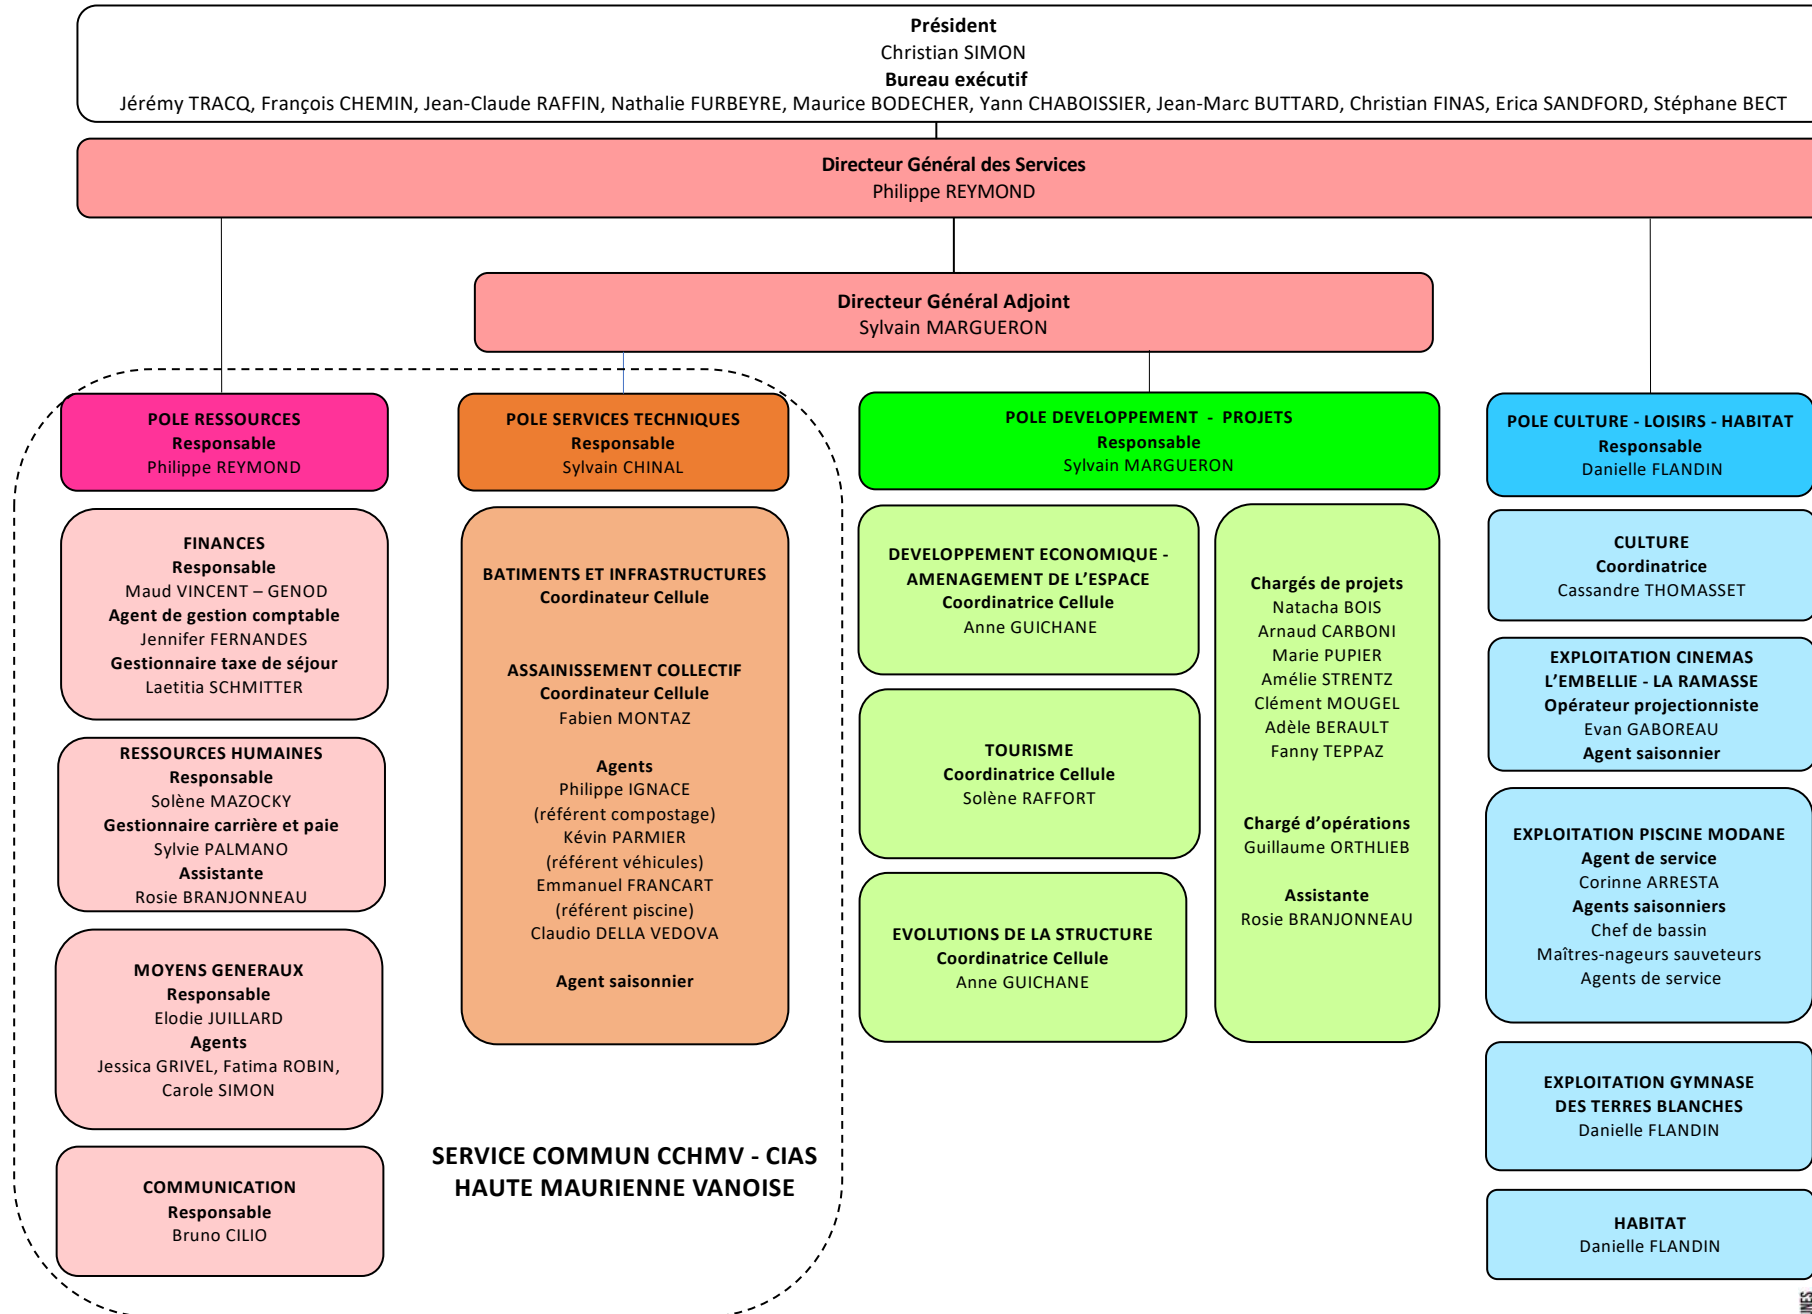 Président
Christian SIMON
Bureau exécutif
Jérémy TRACQ, François CHEMIN, Jean-Claude RAFFIN, Nathalie FURBEYRE, Maurice BODECHER, Yann CHABOISSIER, Jean-Marc BUTTARD, Christian FINAS, Erica SANDFORD, Stéphane BECT
Directeur Général des Services
Philippe REYMOND
Directeur Général Adjoint
Sylvain MARGUERON
POLE RESSOURCES
Responsable
Philippe REYMOND
FINANCES
Responsable
Maud VINCENT – GENOD
Agent de gestion comptable
Jennifer FERNANDES
Gestionnaire taxe de séjour
Laetitia SCHMITTER
RESSOURCES HUMAINES
Responsable
Solène MAZOCKY
Gestionnaire carrière et paie
Sylvie PALMANO
Assistante
Rosie BRANJONNEAU
MOYENS GENERAUX
Responsable
Elodie JUILLARD
Agents
Jessica GRIVEL, Fatima ROBIN,
Carole SIMON
COMMUNICATION
Responsable
Bruno CILIO
POLE SERVICES TECHNIQUES
Responsable
Sylvain CHINAL
BATIMENTS ET INFRASTRUCTURES
Coordinateur Cellule
ASSAINISSEMENT COLLECTIF
Coordinateur Cellule
Fabien MONTAZ
Agents
Philippe IGNACE
(référent compostage)
Kévin PARMIER
(référent véhicules)
Emmanuel FRANCART
(référent piscine)
Claudio DELLA VEDOVA
Agent saisonnier
SERVICE COMMUN CCHMV - CIAS
HAUTE MAURIENNE VANOISE
POLE DEVELOPPEMENT - PROJETS
Responsable
Sylvain MARGUERON
DEVELOPPEMENT ECONOMIQUE -
AMENAGEMENT DE L'ESPACE
Coordinatrice Cellule
Anne GUICHANE
TOURISME
Coordinatrice Cellule
Solène RAFFORT
EVOLUTIONS DE LA STRUCTURE
Coordinatrice Cellule
Anne GUICHANE
Chargés de projets
Natacha BOIS
Arnaud CARBONI
Marie PUPIER
Amélie STRENTZ
Clément MOUGEL
Adèle BERAULT
Fanny TEPPAZ
Chargé d'opérations
Guillaume ORTHLIEB
Assistante
Rosie BRANJONNEAU
POLE CULTURE - LOISIRS - HABITAT
Responsable
Danielle FLANDIN
CULTURE
Coordinatrice
Cassandre THOMASSET
EXPLOITATION CINEMAS
L'EMBELLIE - LA RAMASSE
Opérateur projectionniste
Evan GABOREAU
Agent saisonnier
EXPLOITATION PISCINE MODANE
Agent de service
Corinne ARRESTA
Agents saisonniers
Chef de bassin
Maîtres-nageurs sauveteurs
Agents de service
EXPLOITATION GYMNASE
DES TERRES BLANCHES
Danielle FLANDIN
HABITAT
Danielle FLANDIN